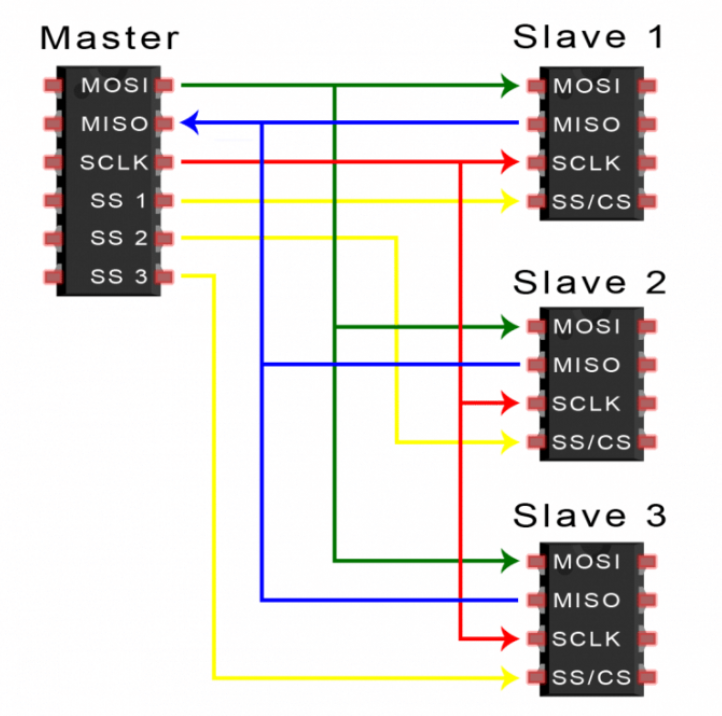 Master
MOSI
MISO
SCLK
SS 1
SS 2
SS 3
Slave 1
MOSI
MISO
SCLK
SS/CS
Slave 2
MOSI
MISO
SCLK
SS/CS
Slave 3
MOSI
MISO
SCLK
SS/CS